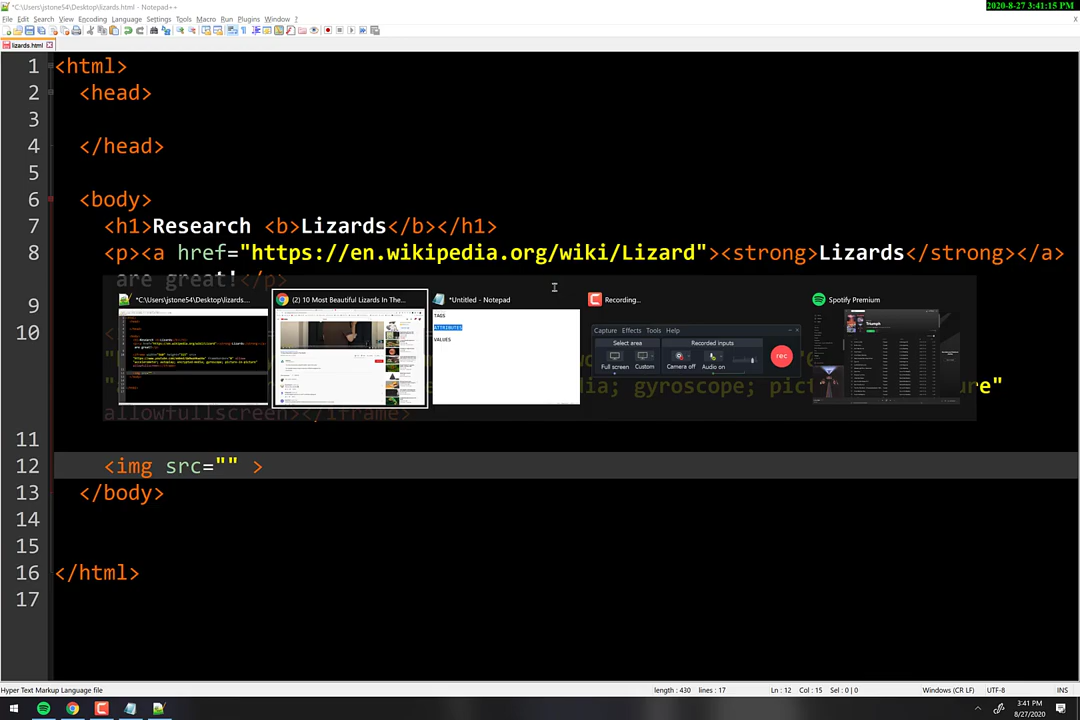 *C:\Users\jstone54\Desktop\lizards.html - Notepad++
2020-8-27 3:41:15 PM
File Edit Search View Encoding Language Settings Tools Macro Run Plugins Window ?
X
lizards.html
1 <html>
2 <head>
3
4 </head>
5
6 <body>
7 <h1>Research <b>Lizards</b></h1>
8 <p><a href="https://en.wikipedia.org/wiki/Lizard"><strong>Lizards</strong></a>
are great!</p>
9
10
*C:\Users\jstone54\Desktop\lizards...
(2) 10 Most Beautiful Lizards In The...
*Untitled - Notepad
Recording...
Spotify Premium
TAGS
ATTRIBUTES
VALUES
Capture Effects Tools Help
Select area
Recorded inputs
Full screen Custom
Camera off Audio on
rec
Triumph
gyroscope;
allowfullscreen></iframe>
11
12 <img src="" >
13 </body>
14
15
16 </html>
17
Hyper Text Markup Language file
length : 430 lines : 17
Ln : 12 Col : 15 Sel : 0 | 0
Windows (CR LF)
UTF-8
INS
3:41 PM
8/27/2020